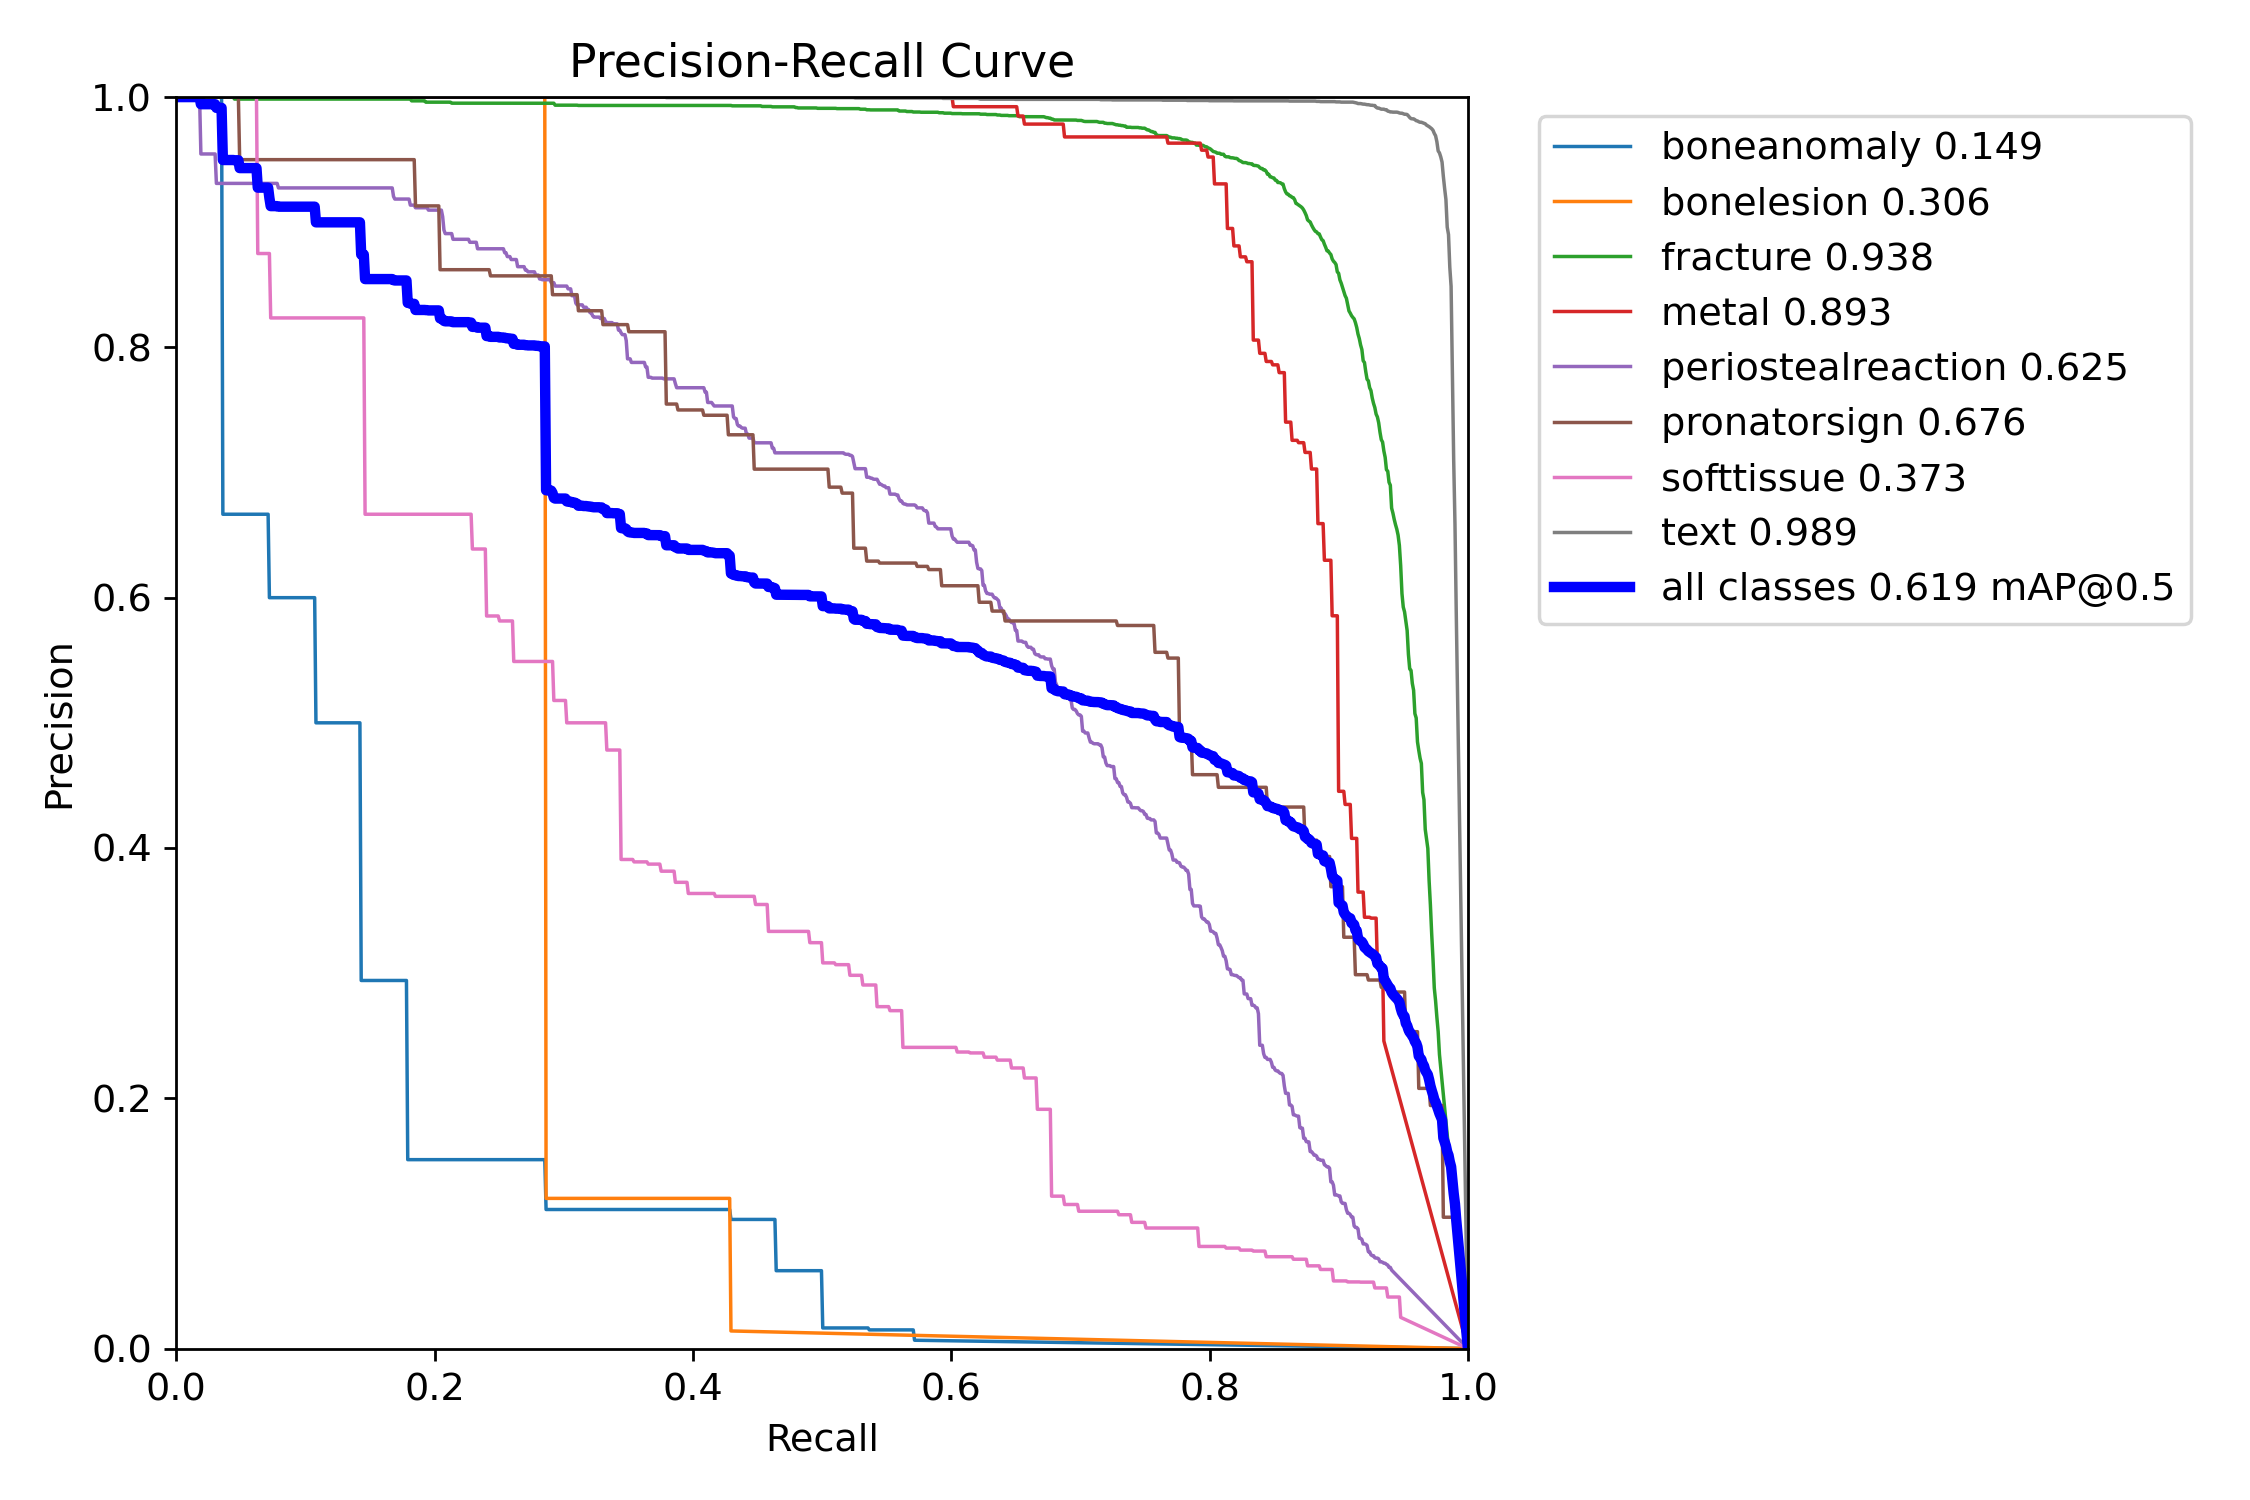 Precision-Recall Curve
1.0
0.8
0.6
0.4
0.2
0.0
Precision
0.0 0.2 0.4 0.6 0.8 1.0
Recall
boneanomaly 0.149
bonelesion 0.306
fracture 0.938
metal 0.893
periostealreaction 0.625
pronatorsign 0.676
softtissue 0.373
text 0.989
all classes 0.619 mAP@0.5